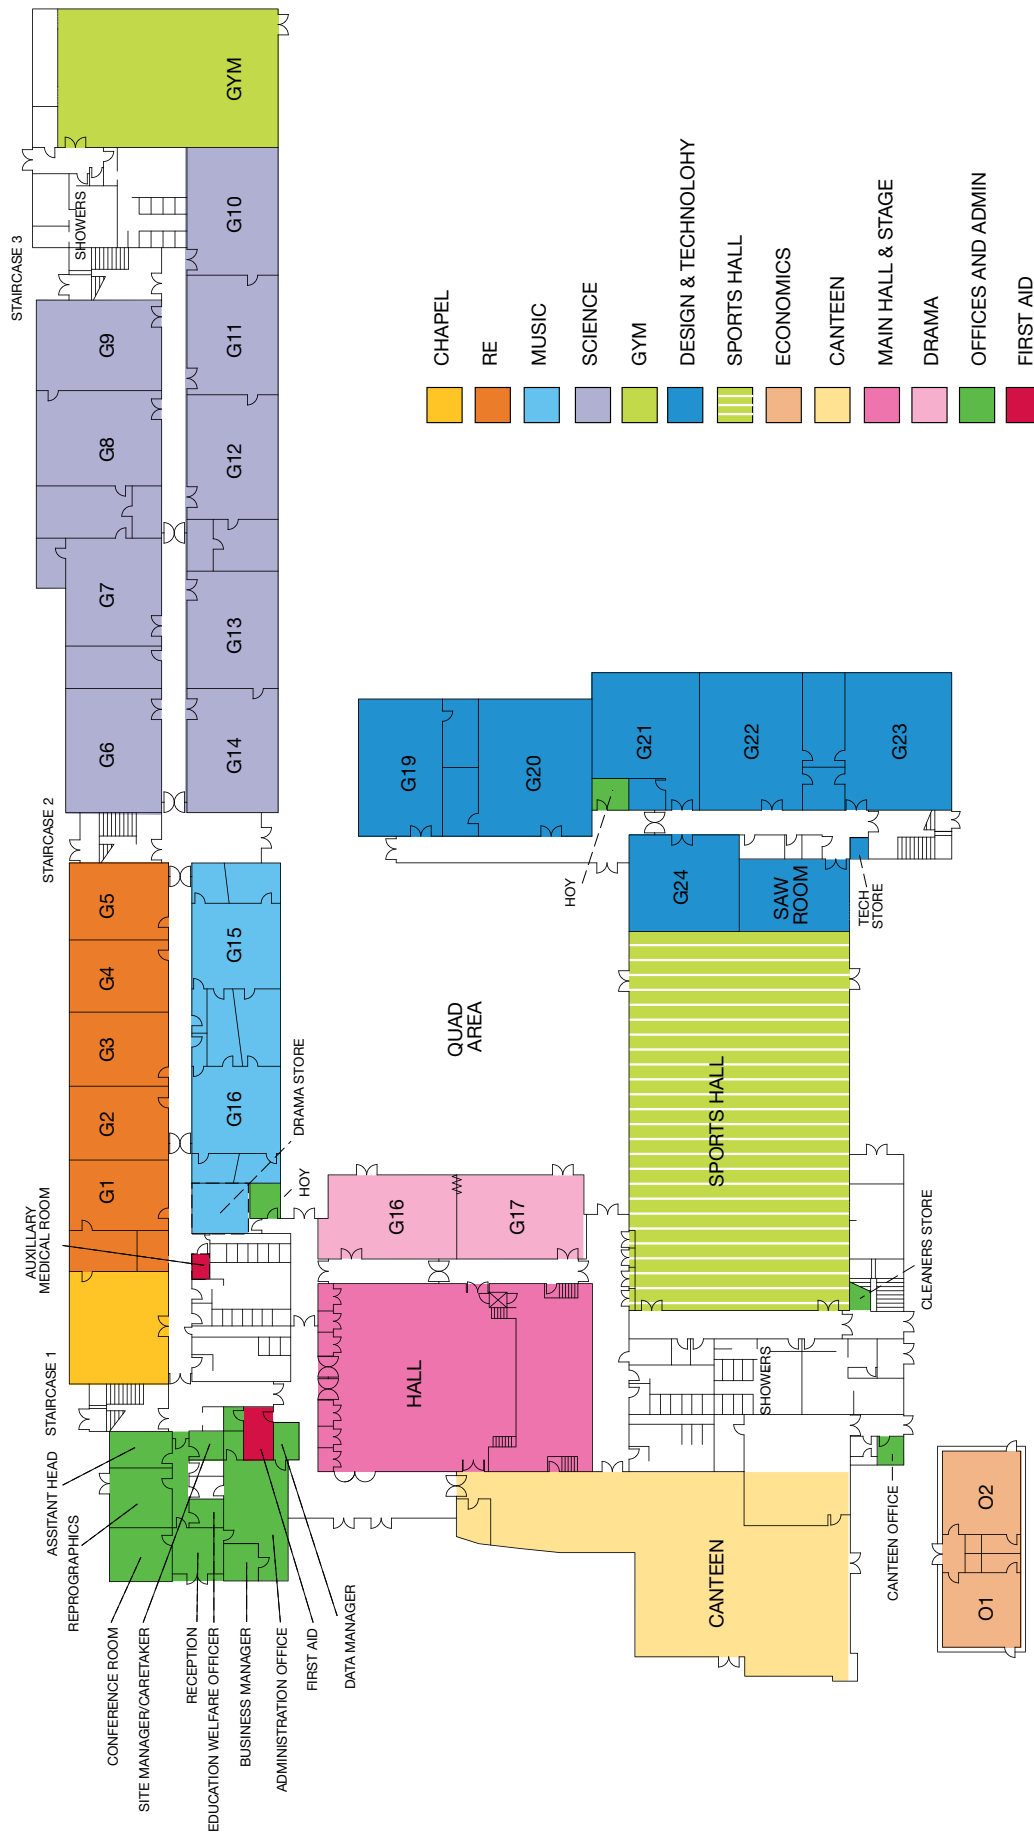 ASSITANT HEAD
REPROGRAPHICS
CONFERENCE ROOM
SITE MANAGER/CARETAKER
RECEPTION
EDUCATION WELFARE OFFICER
BUSINESS MANAGER
ADMINISTRATION OFFICE
FIRST AID
DATA MANAGER
STAIRCASE 1
AUXILLARY
MEDICAL ROOM
G1
G2
G3
G4
G5
STAIRCASE 2
G6
G7
G8
G9
STAIRCASE 3
SHOWERS
GYM
G16
G15
G14
G13
G12
G11
G10
HOY
DRAMA STORE
HALL
G16
G17
QUAD
AREA
G19
G20
G21
G22
G23
HOY
CANTEEN
SHOWERS
SPORTS HALL
G24
SAW
ROOM
TECH
STORE
CLEANERS STORE
CANTEEN OFFICE
O1
O2
CHAPEL
RE
MUSIC
SCIENCE
GYM
DESIGN & TECHNOLOHY
SPORTS HALL
ECONOMICS
CANTEEN
MAIN HALL & STAGE
DRAMA
OFFICES AND ADMIN
FIRST AID